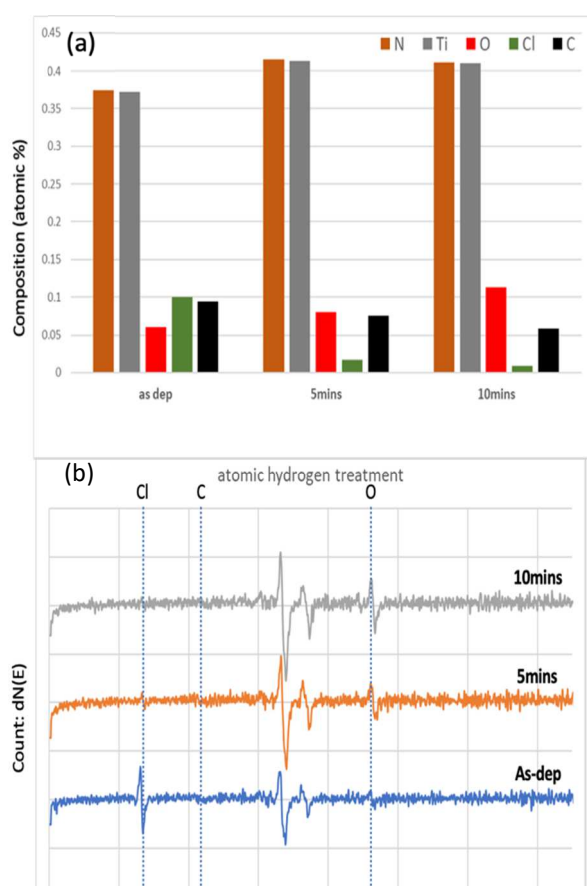 (a)
N Ti O Cl C
Composition (atomic %)
0.45
0.4
0.35
0.3
0.25
0.2
0.15
0.1
0.05
0
as dep 5mins 10mins
(b)
atomic hydrogen treatment
Cl C O
Count: dN(E)
10mins
5mins
As-dep